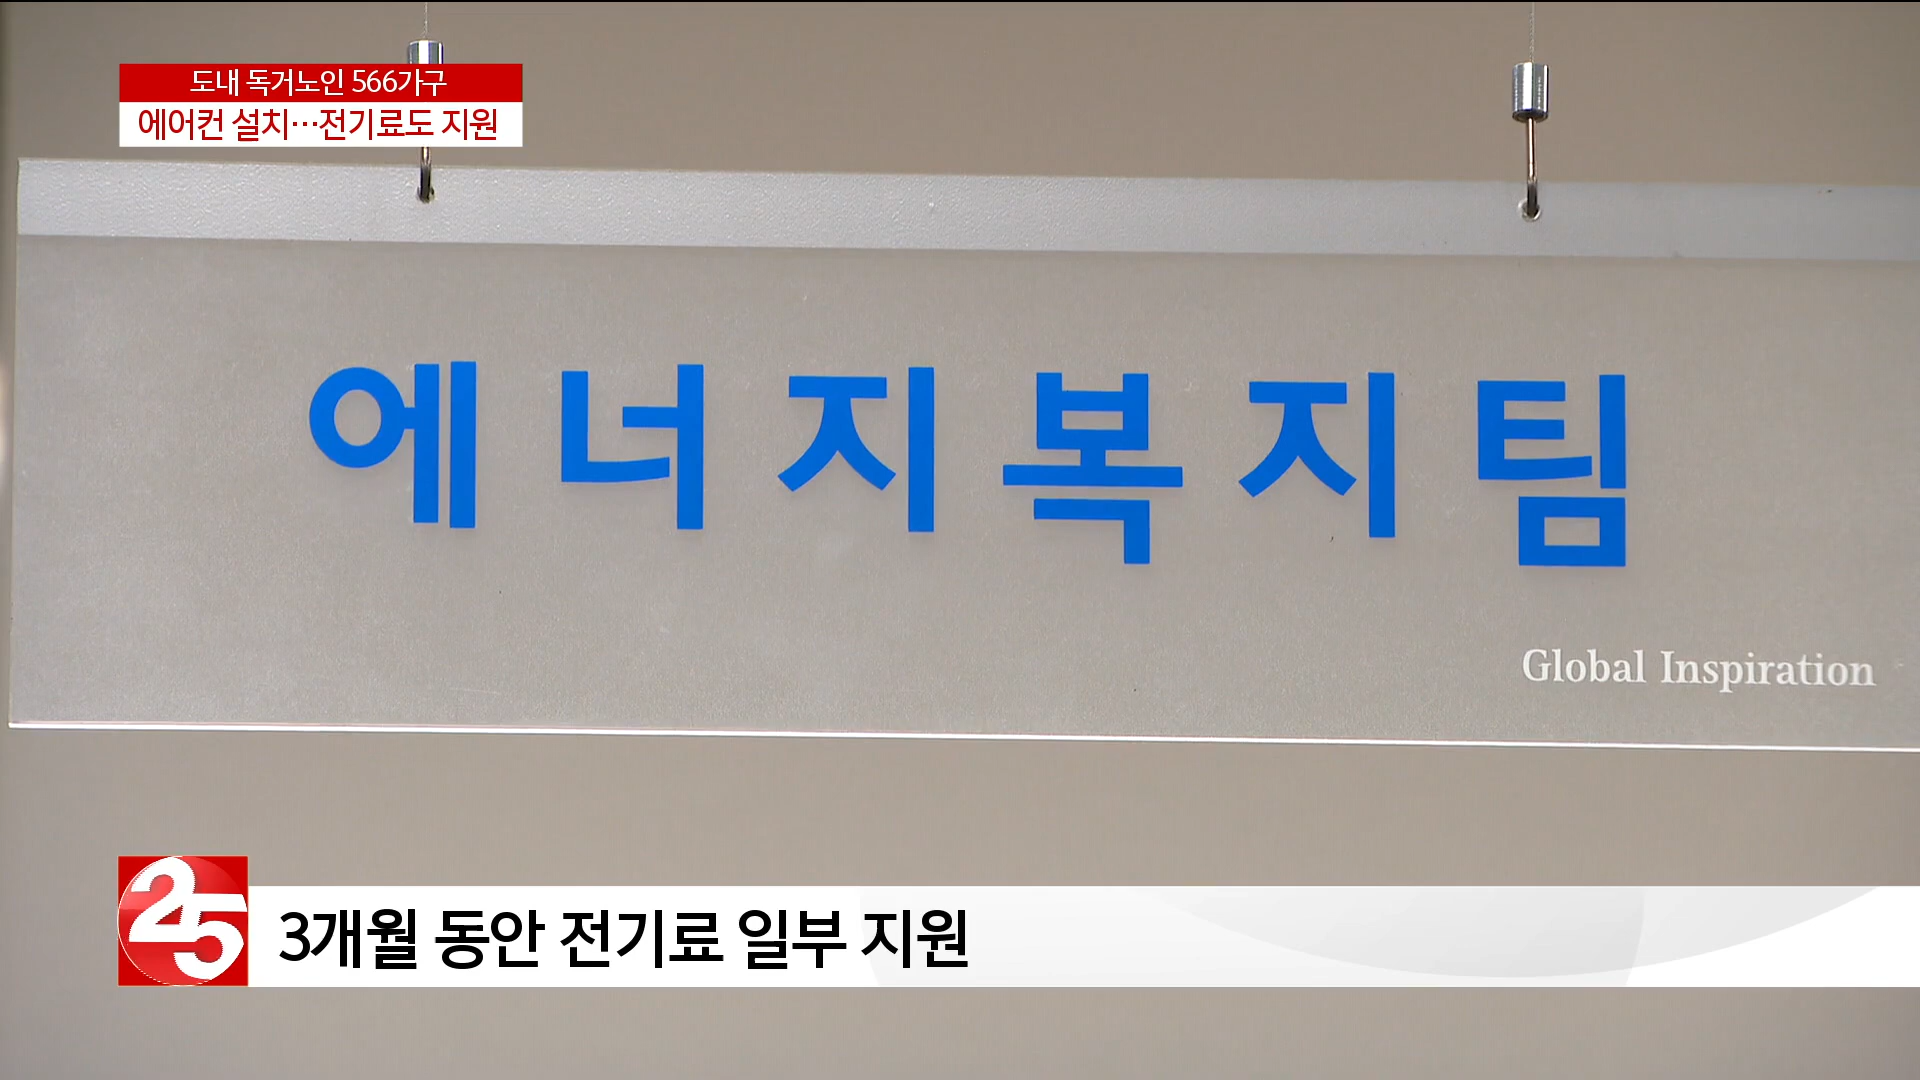 도내 독거노인 566가구
에어컨 설치…전기료도 지원
에너지복지팀
Global Inspiration
25
3개월 동안 전기료 일부 지원